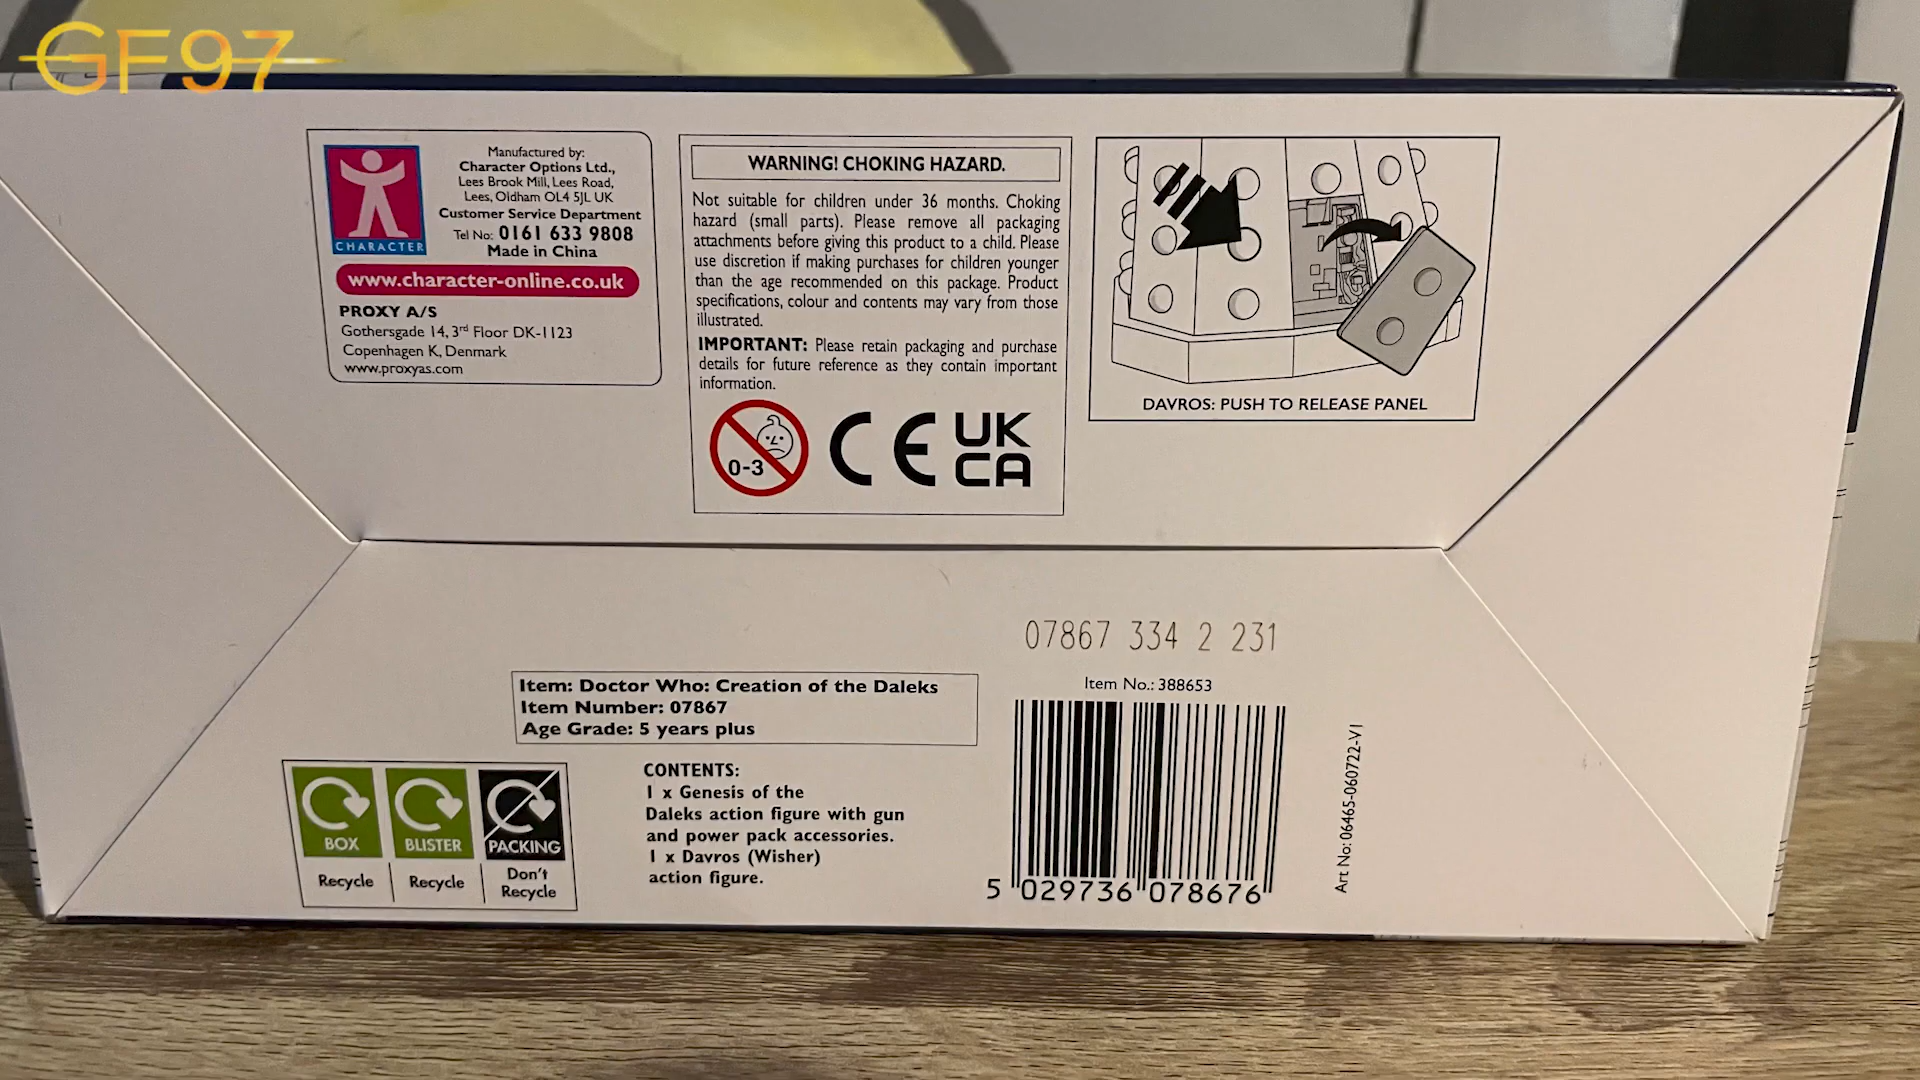 GF97
Manufactured by:
Character Options Ltd.,
Lees Brook Mill, Lees Road,
Lees, Oldham OL4 5JL UK
Customer Service Department
Tel No: 0161 633 9808
Made in China
CHARACTER
www.character-online.co.uk
PROXY A/S
Gothersgade 14, 3rd Floor DK-1123
Copenhagen K, Denmark
www.proxyas.com
WARNING! CHOKING HAZARD.
Not suitable for children under 36 months. Choking
hazard (small parts). Please remove all packaging
attachments before giving this product to a child. Please
use discretion if making purchases for children younger
than the age recommended on this package. Product
specifications, colour and contents may vary from those
illustrated.
IMPORTANT: Please retain packaging and purchase
details for future reference as they contain important
information.
0-3
CE
UK
CA
DAVROS: PUSH TO RELEASE PANEL
07867 334 2 231
Item: Doctor Who: Creation of the Daleks
Item Number: 07867
Age Grade: 5 years plus
Item No.: 388653
BOX
BLISTER
PACKING
Recycle
Recycle
Don't
Recycle
CONTENTS:
1 x Genesis of the
Daleks action figure with gun
and power pack accessories.
1 x Davros (Wisher)
action figure.
5 029736 078676
Art No: 06465-060722-V1